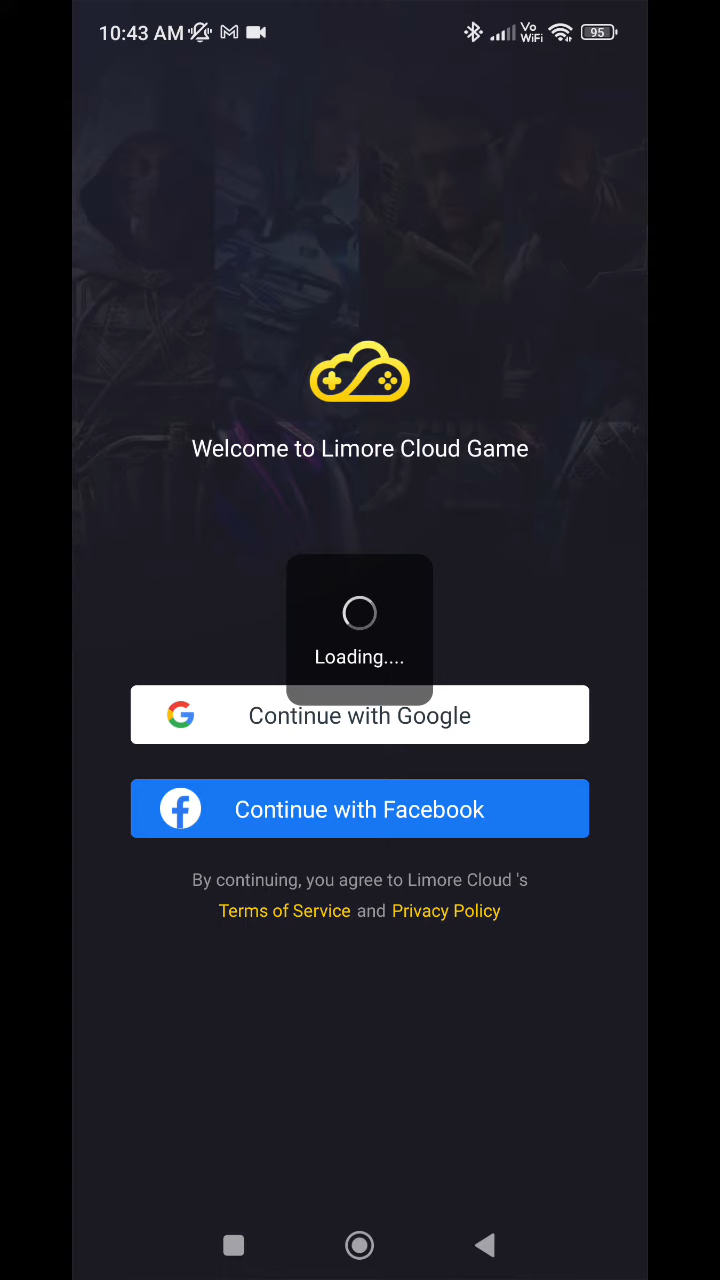 10:43 AM
Vo
WiFi
95
Welcome to Limore Cloud Game
Loading....
Continue with Google
Continue with Facebook
By continuing, you agree to Limore Cloud 's
Terms of Service and Privacy Policy